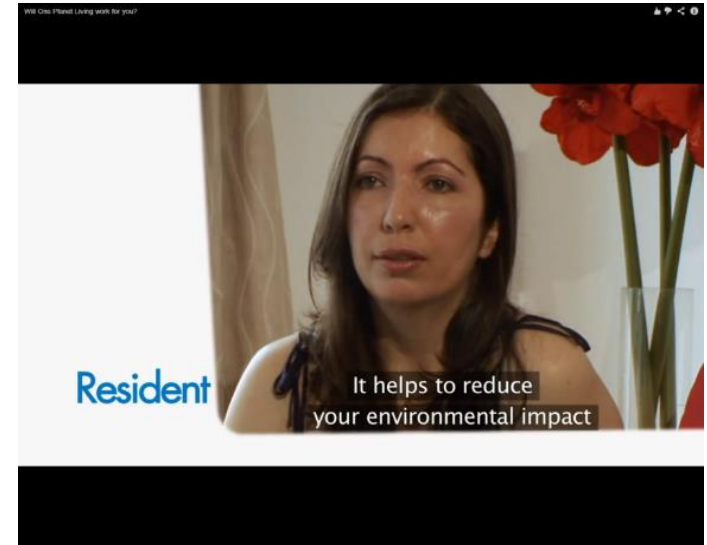 Will One Planet Living work for you?
Resident
It helps to reduce
your environmental impact